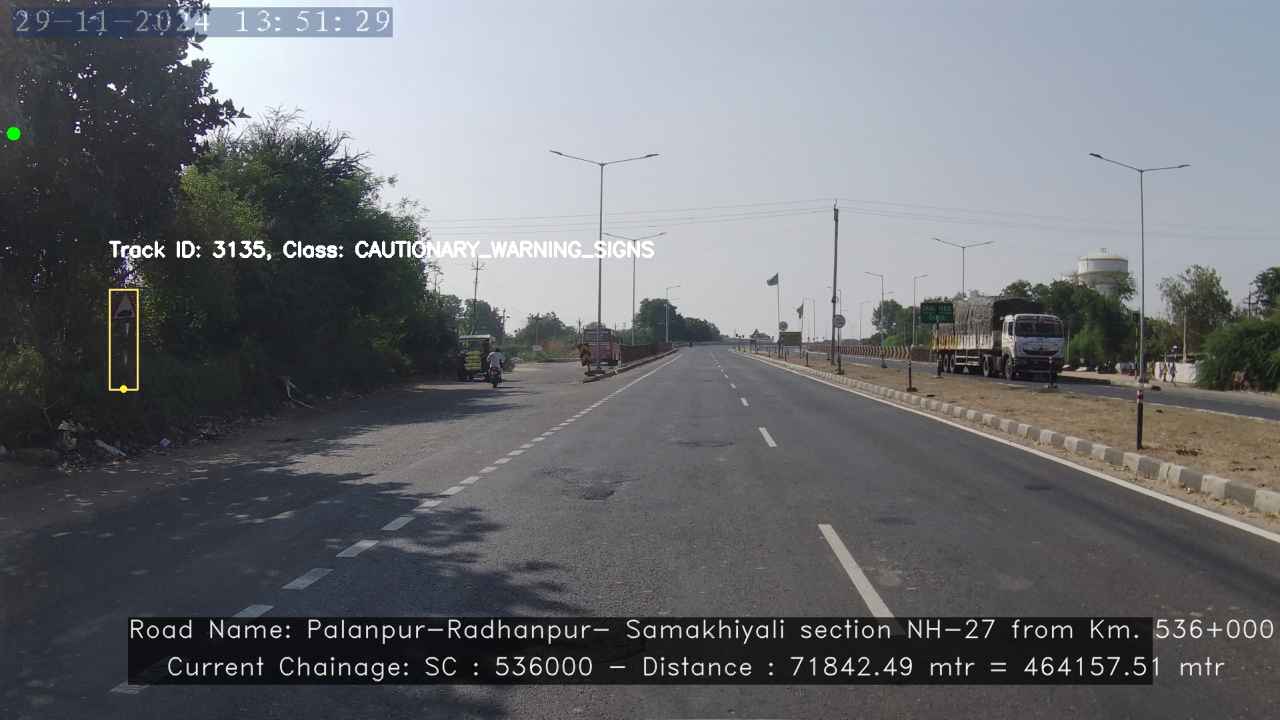 29-11-2024 13:51:29
Track ID: 3135, Class: CAUTIONARY_WARNING_SIGNS
Road Name: Palanpur-Radhanpur- Samakhiyali section NH-27 from Km. 536+000
Current Chainage: SC : 536000 - Distance : 71842.49 mtr = 464157.51 mtr